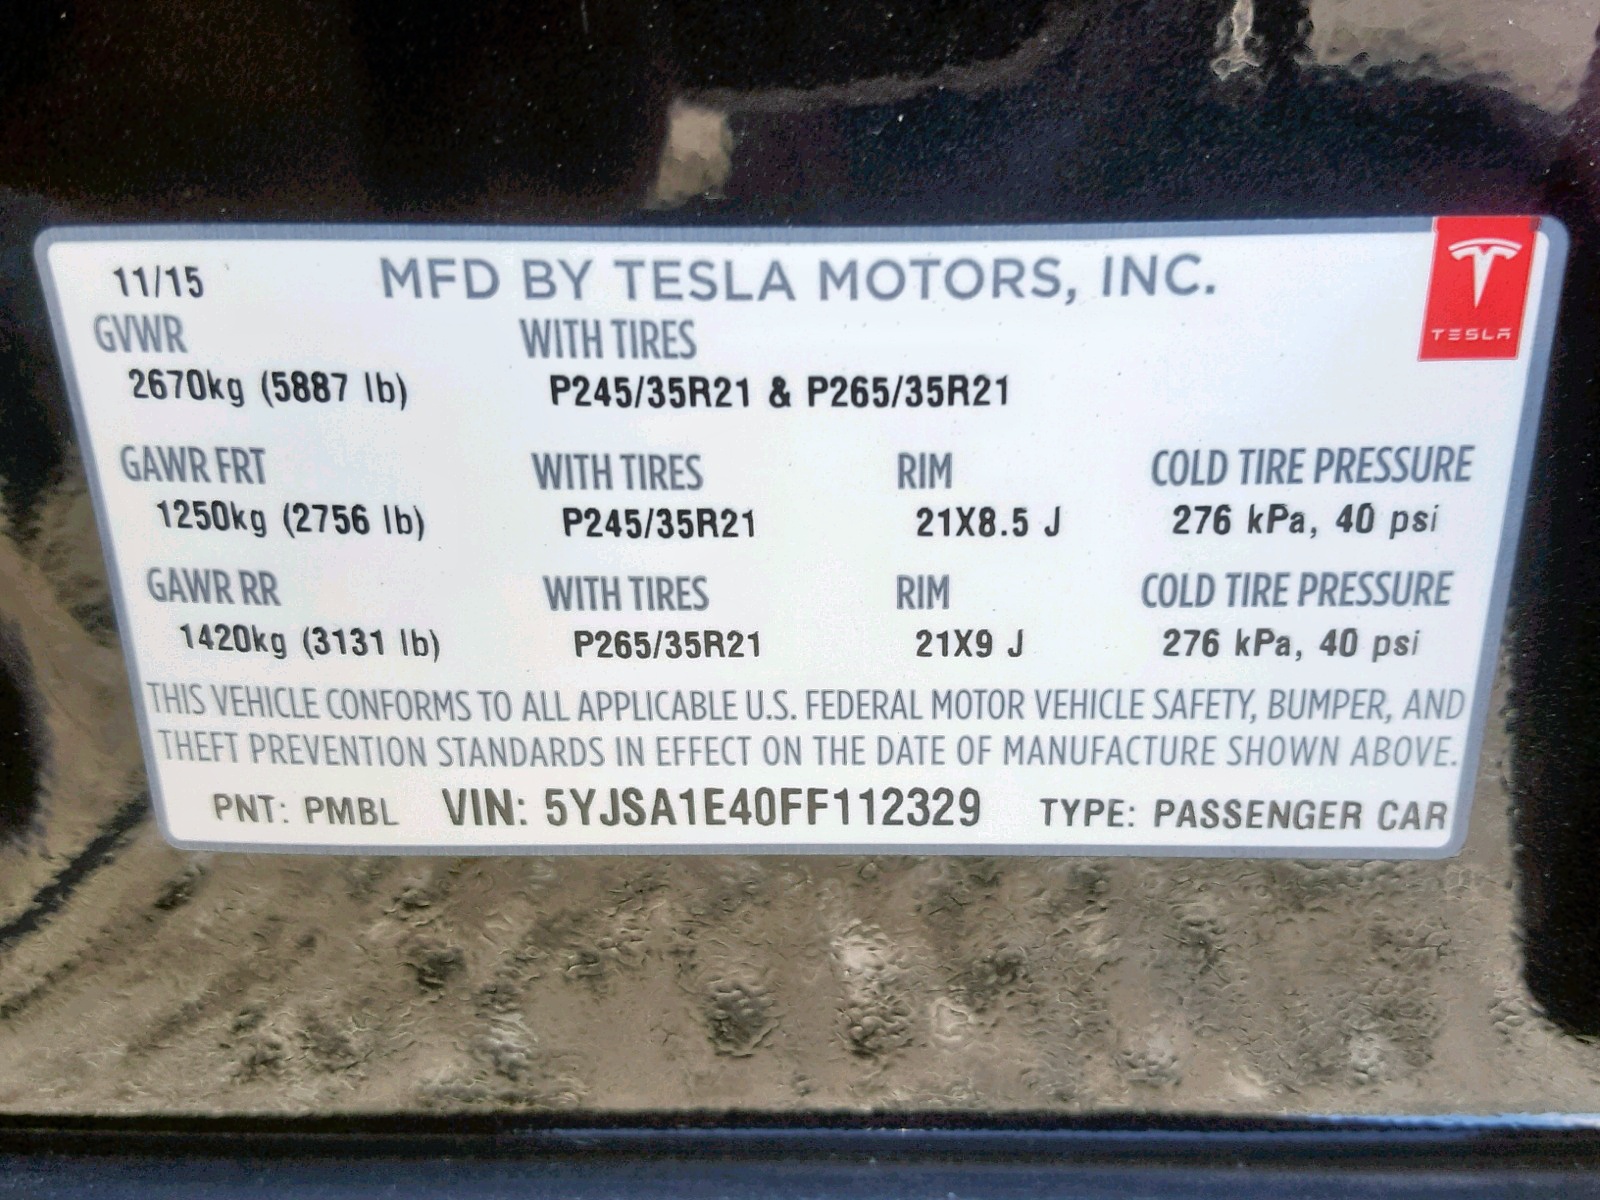 11/15 MFD BY TESLA MOTORS, INC.
TESLA
GVWR WITH TIRES
2670kg (5887 lb) P245/35R21 & P265/35R21
GAWR FRT WITH TIRES RIM COLD TIRE PRESSURE
1250kg (2756 lb) P245/35R21 21X8.5 J 276 kPa, 40 psi
GAWR RR WITH TIRES RIM COLD TIRE PRESSURE
1420kg (3131 lb) P265/35R21 21X9 J 276 kPa, 40 psi
THIS VEHICLE CONFORMS TO ALL APPLICABLE U.S. FEDERAL MOTOR VEHICLE SAFETY, BUMPER, AND
THEFT PREVENTION STANDARDS IN EFFECT ON THE DATE OF MANUFACTURE SHOWN ABOVE.
PNT: PMBL VIN: 5YJSA1E40FF112329 TYPE: PASSENGER CAR